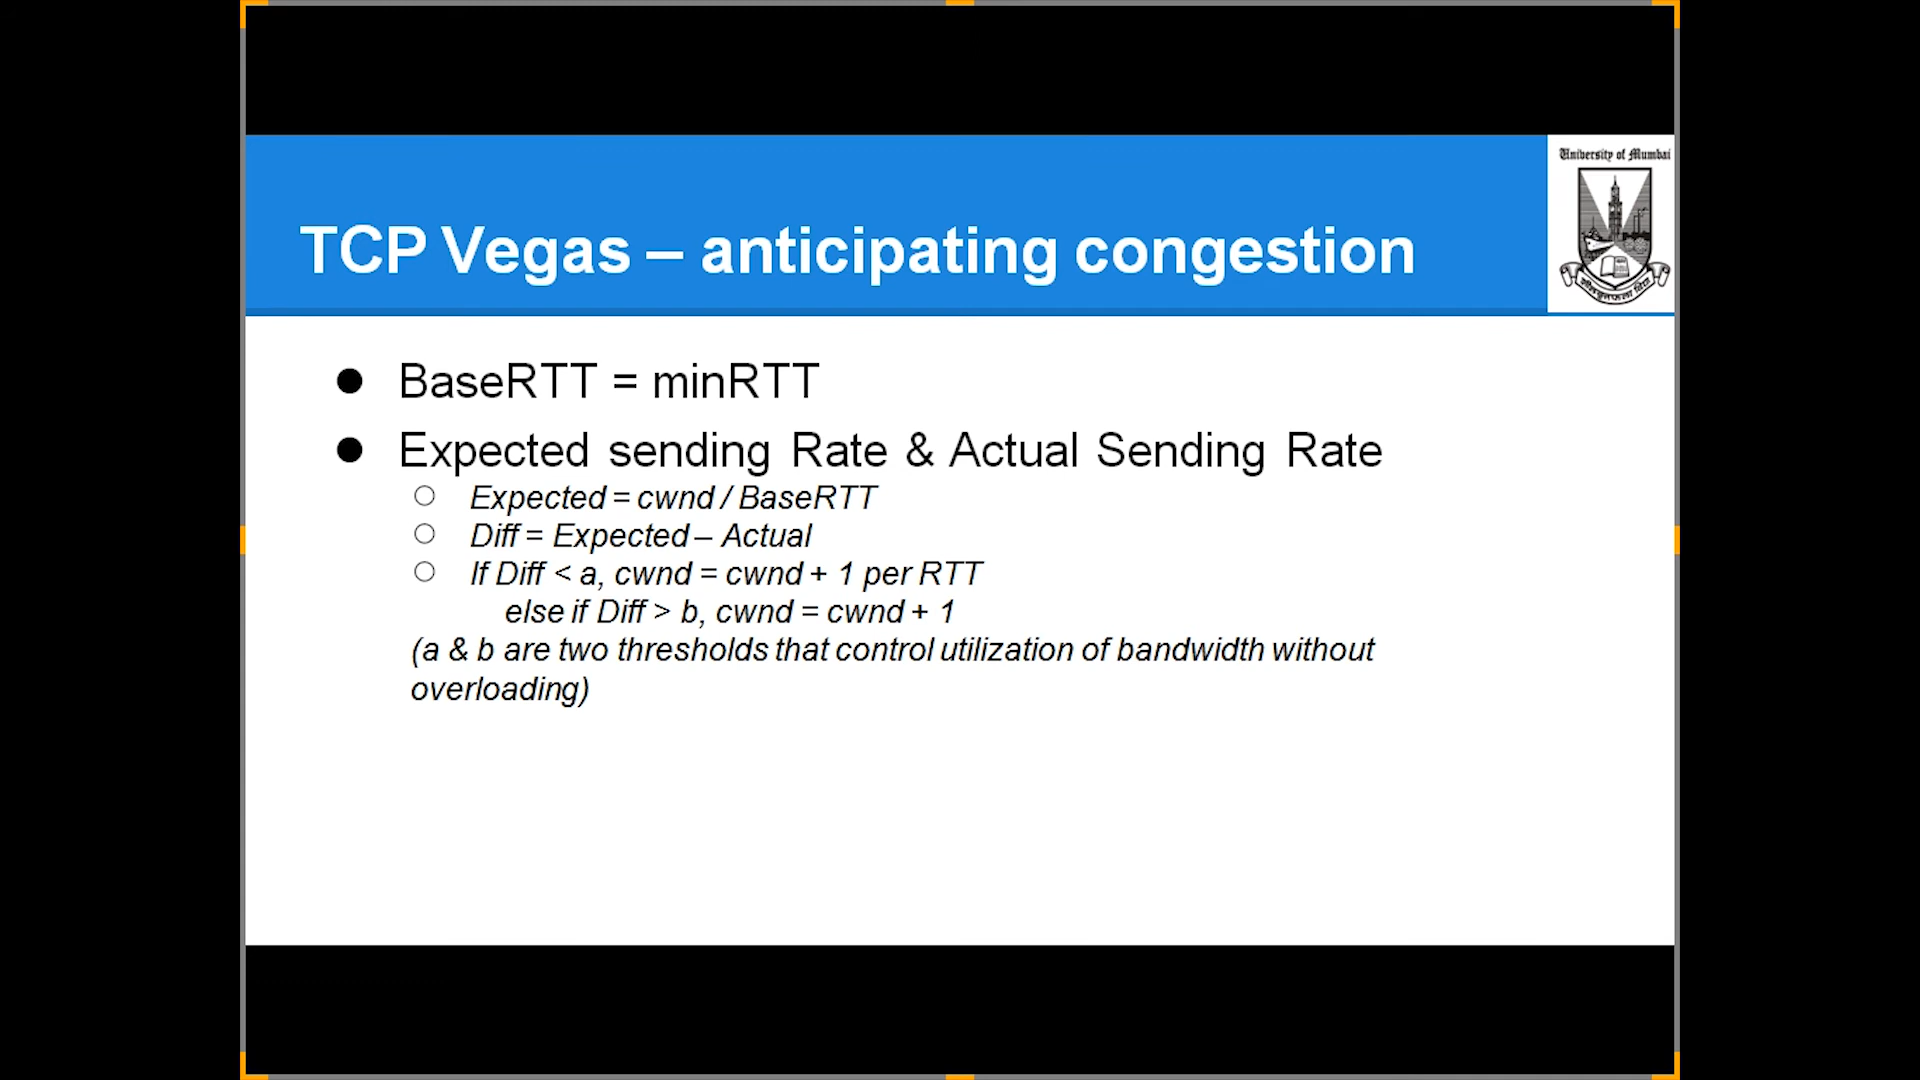 University of Mumbai
TCP Vegas – anticipating congestion
● BaseRTT = minRTT
● Expected sending Rate & Actual Sending Rate
○ Expected = cwnd / BaseRTT
○ Diff = Expected – Actual
○ If Diff < a, cwnd = cwnd + 1 per RTT
else if Diff > b, cwnd = cwnd + 1
(a & b are two thresholds that control utilization of bandwidth without
overloading)